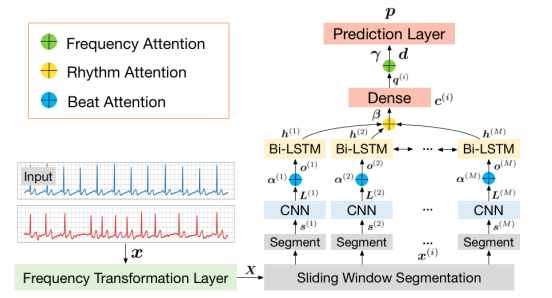 p
Prediction Layer
γ d
q^(i)
Dense c^(i)
β
h^(1) h^(2) h^(M)
Bi-LSTM Bi-LSTM ... Bi-LSTM
o^(1) o^(2) o^(M)
α^(1) α^(2) α^(M)
L^(1) L^(2) L^(M)
CNN CNN ... CNN
s^(1) s^(2) s^(M)
Segment Segment ... Segment
x^(i)
Sliding Window Segmentation
Frequency Attention
Rhythm Attention
Beat Attention
Input
x
Frequency Transformation Layer
X